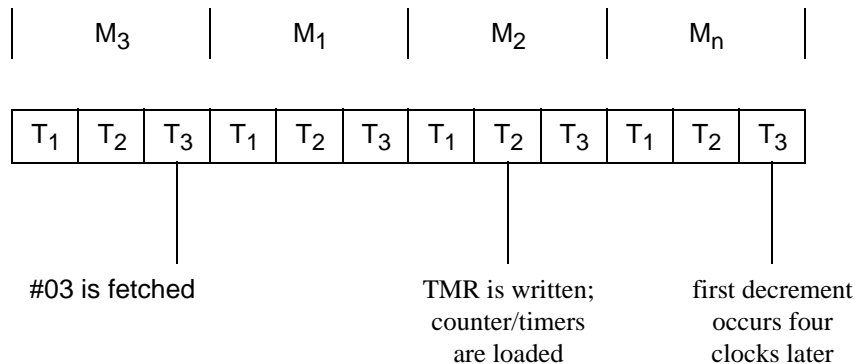 M3 M1 M2 Mn
T1 T2 T3 T1 T2 T3 T1 T2 T3 T1 T2 T3
#03 is fetched
TMR is written;
counter/timers
are loaded
first decrement
occurs four
clocks later